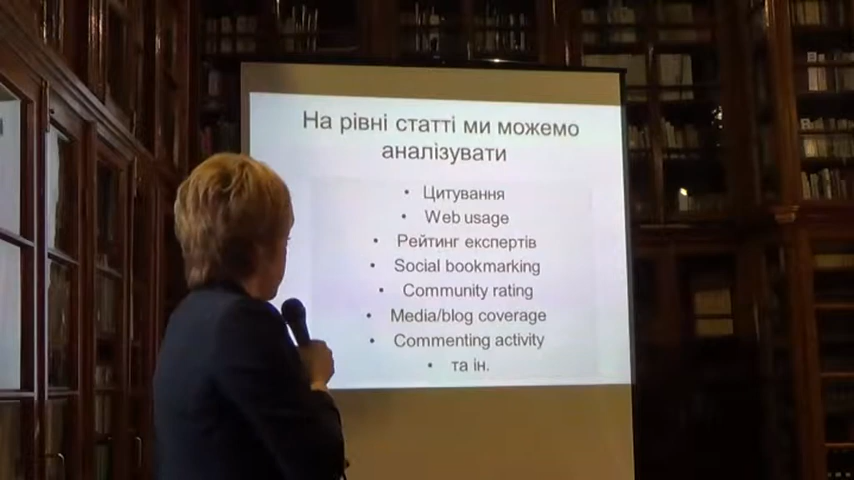 На рівні статті ми можемо
аналізувати
• Цитування
• Web usage
• Рейтинг експертів
• Social bookmarking
• Community rating
• Media/blog coverage
• Commenting activity
• та ін.